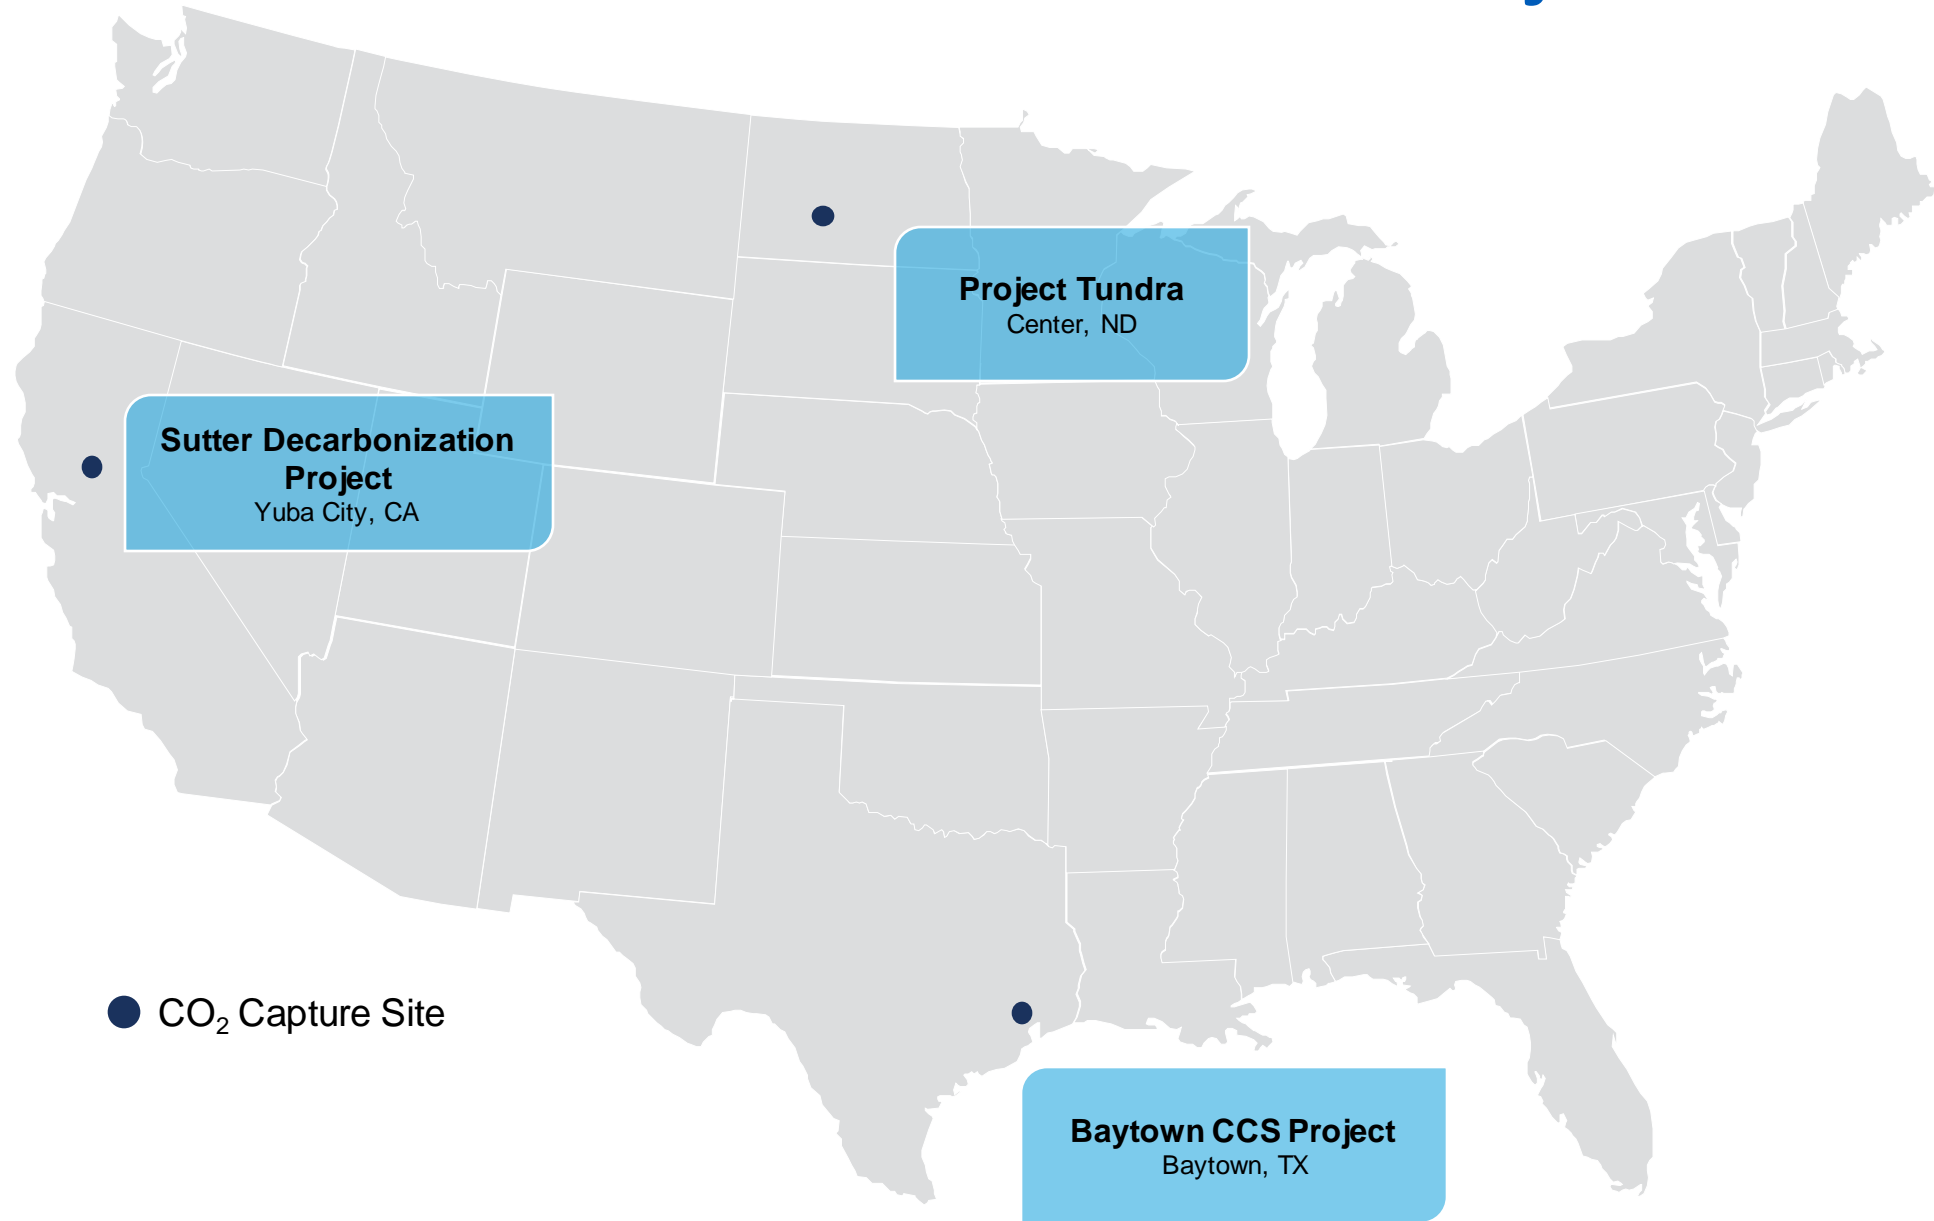 Project Tundra
Center, ND
Sutter Decarbonization
Project
Yuba City, CA
CO₂ Capture Site
Baytown CCS Project
Baytown, TX